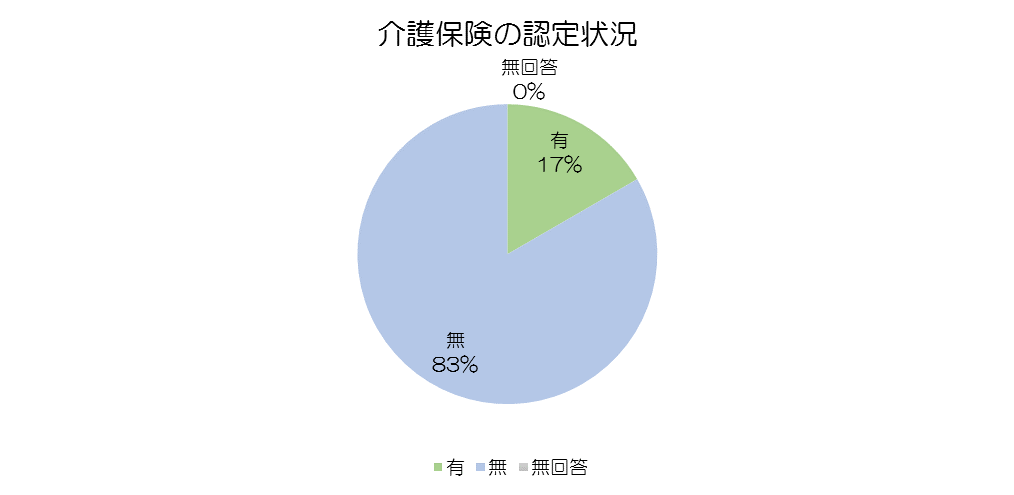 介護保険の認定状況
無回答
0%
有
17%
無
83%
有 無 無回答